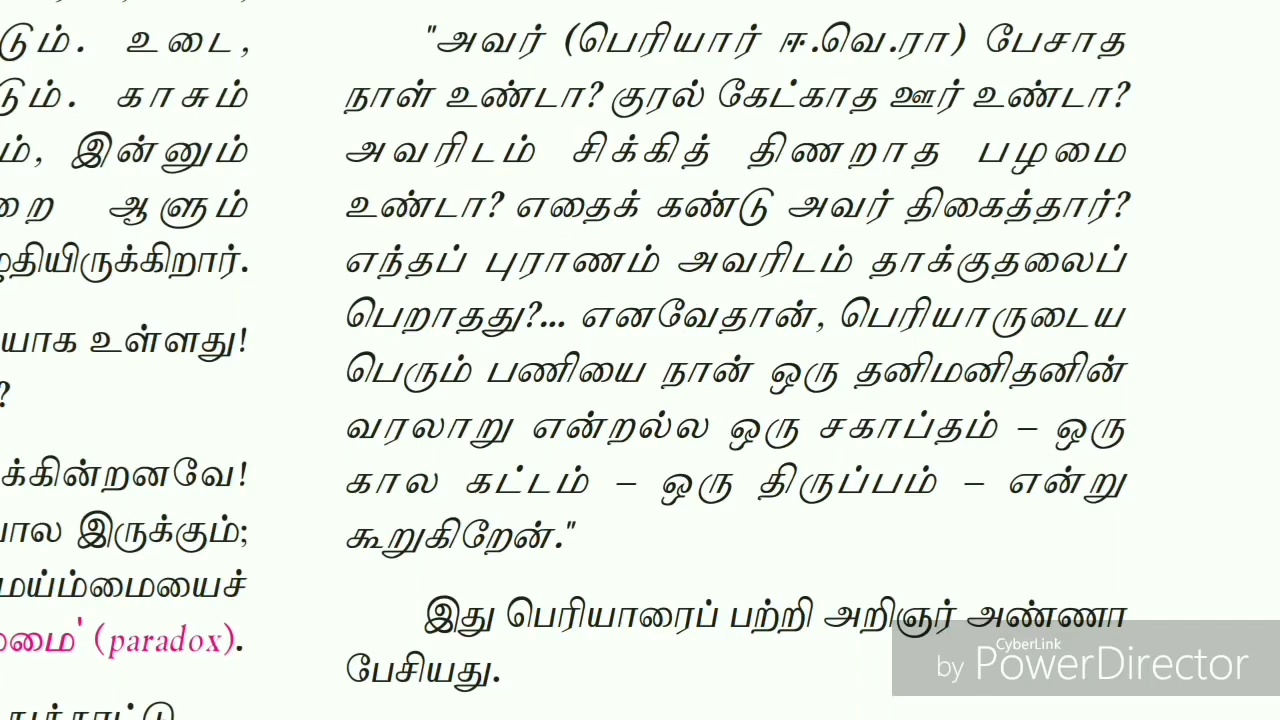 டும். உடை,
டும். காசும்
ம், இன்னும்
றை ஆளும்
ழுதியிருக்கிறார்.
யாக உள்ளது!
?
க்கின்றனவே!
பால இருக்கும்;
மய்ம்மையைச்
(paradox).
"அவர் (பெரியார் ஈ.வெ.ரா) பேசாத
நாள் உண்டா? குரல் கேட்காத ஊர் உண்டா?
அவரிடம் சிக்கித் திணறாத பழமை
உண்டா? எதைக் கண்டு அவர் திகைத்தார்?
எந்தப் புராணம் அவரிடம் தாக்குதலைப்
பெறாதது?... எனவேதான், பெரியாருடைய
பெரும் பணியை நான் ஒரு தனிமனிதனின்
வரலாறு என்றல்ல ஒரு சகாப்தம் – ஒரு
கால கட்டம் – ஒரு திருப்பம் – என்று
கூறுகிறேன்."
இது பெரியாரைப் பற்றி அறிஞர் அண்ணா
பேசியது.
CyberLink
by PowerDirector